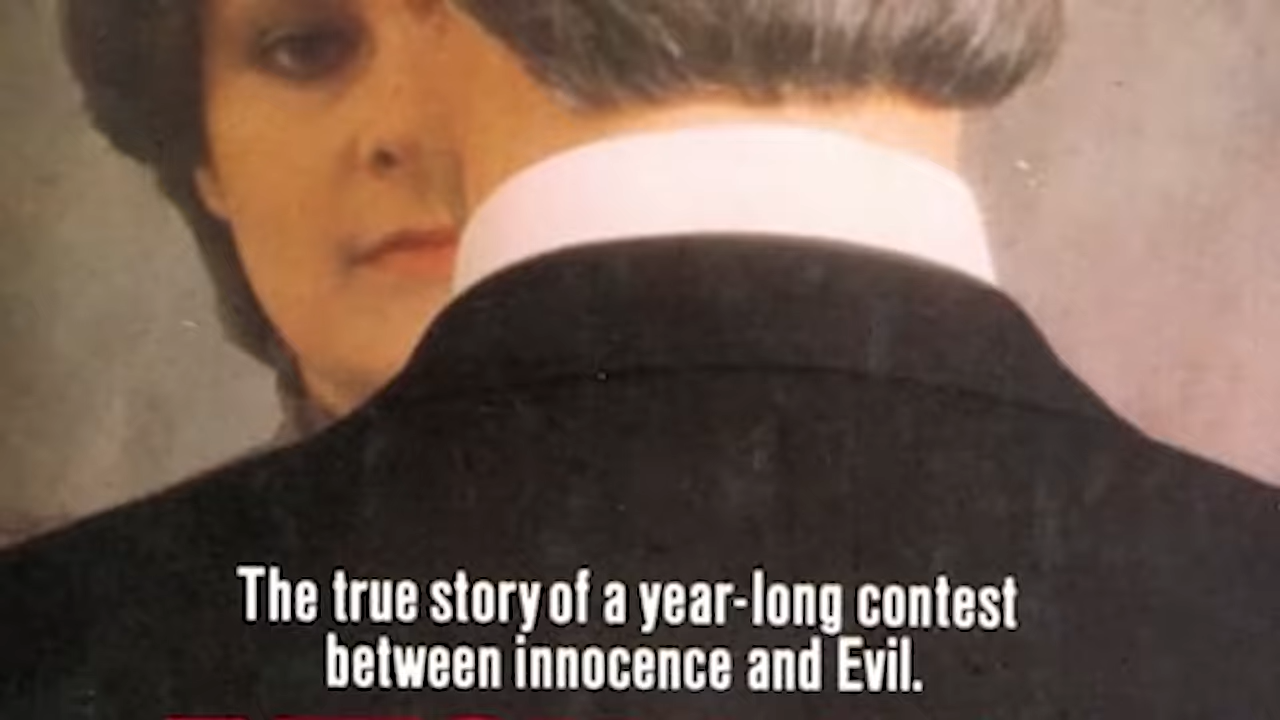 The true story of a year-long contest
between innocence and Evil.